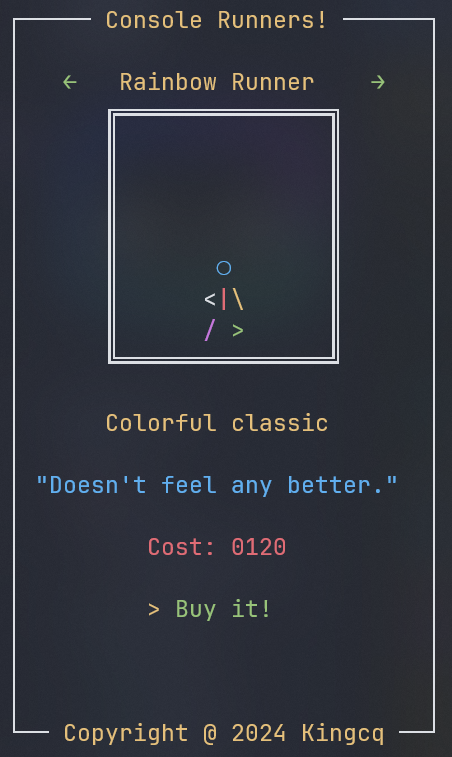 Console Runners!
← Rainbow Runner →
○
<|\
/ >
Colorful classic
"Doesn't feel any better."
Cost: 0120
> Buy it!
Copyright @ 2024 Kingcq